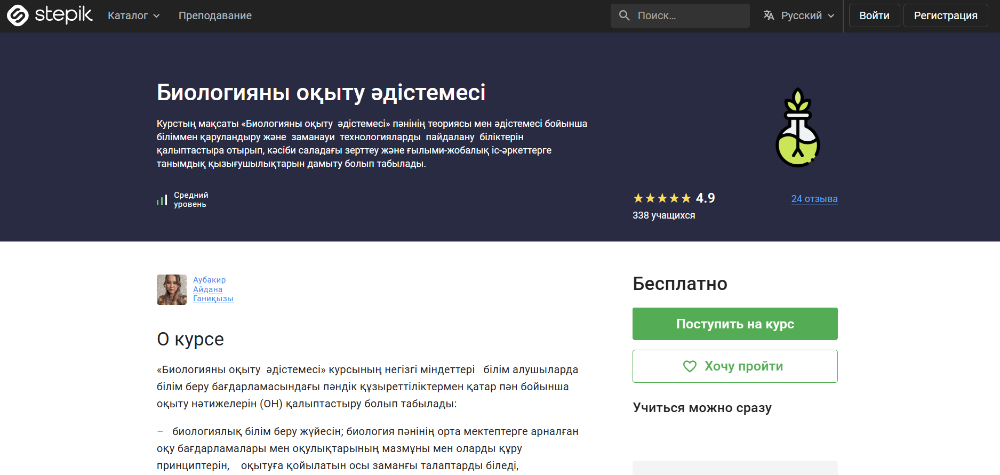 stepik
Каталог
Преподавание
Поиск...
Русский
Войти
Регистрация
Биологияны оқыту әдістемесі
Курстың мақсаты «Биологияны оқыту әдістемесі» пәнінің теориясы мен әдістемесі бойынша
біліммен қаруландыру және заманауи технологияларды пайдалану біліктерін
қалыптастыра отырып, кәсіби саладағы зерттеу және ғылыми-жобалық іс-әркеттерге
танымдық қызығушылықтарын дамыту болып табылады.
Средний
уровень
4.9
24 отзыва
338 учащихся
Аубакир
Айдана
Ганиқызы
О курсе
«Биологияны оқыту әдістемесі» курсының негізгі міндеттері білім алушыларда
білім беру бағдарламасындағы пәндік құзыреттіліктермен қатар пән бойынша
оқыту нәтижелерін (ОН) қалыптастыру болып табылады:
– биологиялық білім беру жүйесін; биология пәнінің орта мектептерге арналған
оқу бағдарламалары мен оқулықтарының мазмұны мен оларды құру
принциптерін, оқытуға қойылатын осы заманғы талаптарды біледі,
Бесплатно
Поступить на курс
Хочу пройти
Учиться можно сразу